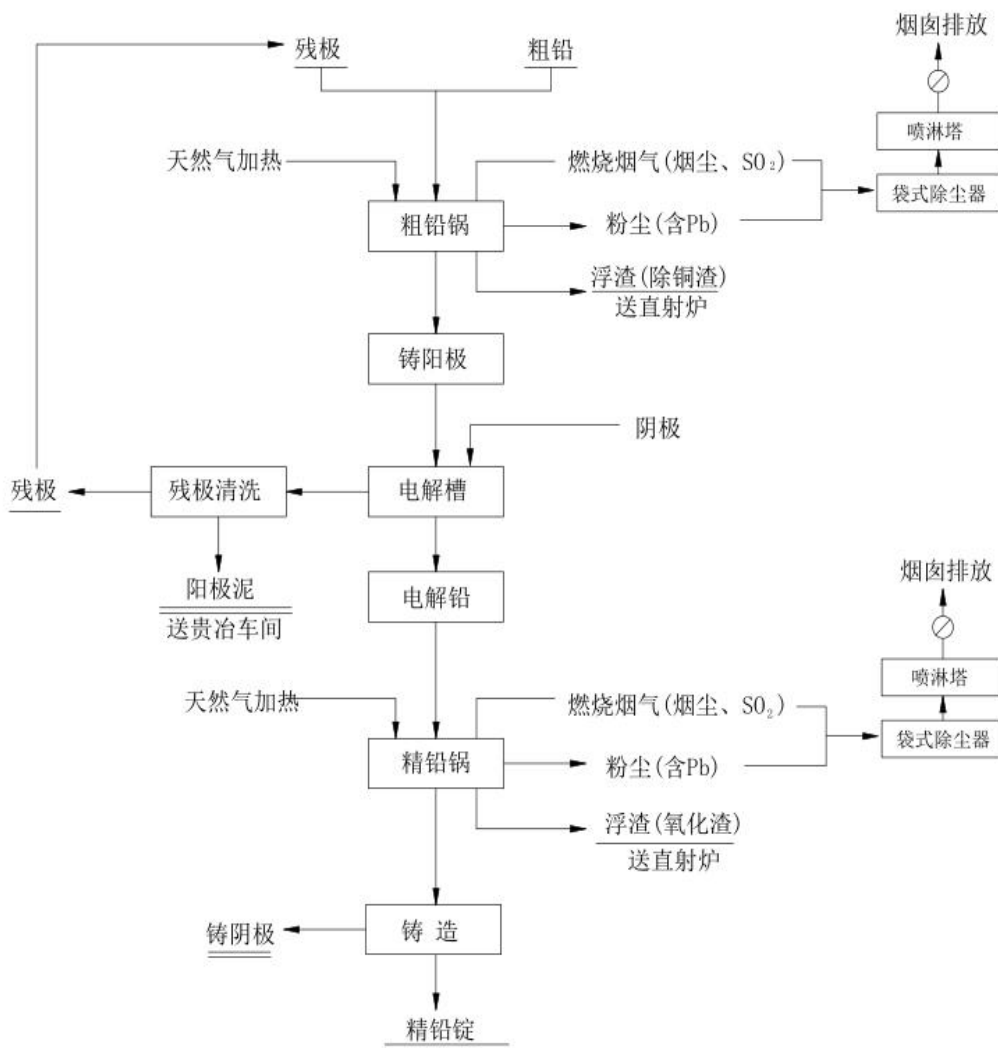 烟囱排放
残极
粗铅
喷淋塔
天然气加热
燃烧烟气(烟尘、SO₂)
袋式除尘器
粗铅锅
粉尘(含Pb)
浮渣(除铜渣)
送直射炉
铸阳极
阴极
残极
残极清洗
电解槽
阳极泥
送贵冶车间
电解铅
烟囱排放
喷淋塔
天然气加热
燃烧烟气(烟尘、SO₂)
袋式除尘器
精铅锅
粉尘(含Pb)
浮渣(氧化渣)
送直射炉
铸阴极
铸 造
精铅锭